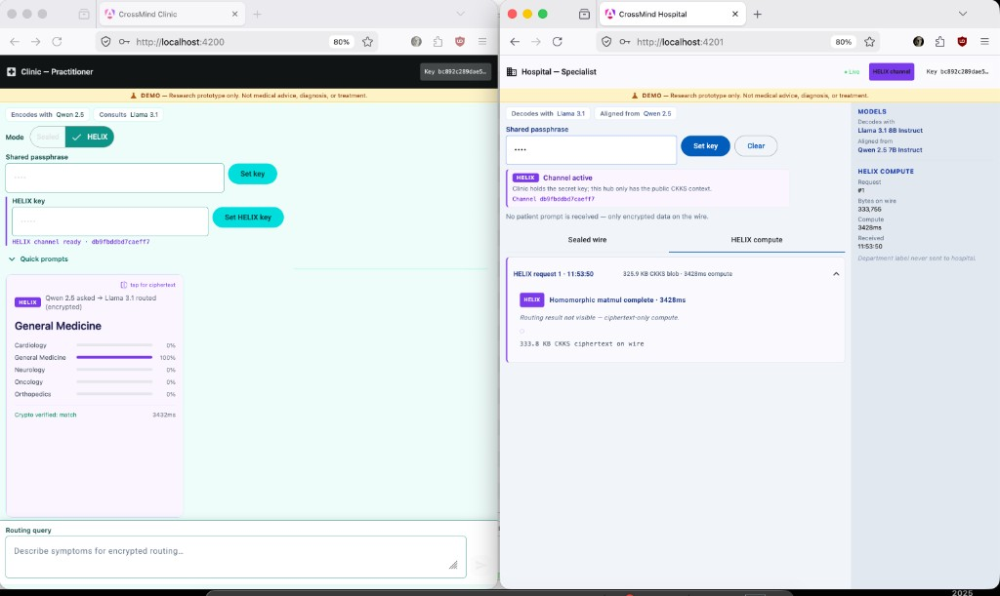 CrossMind Clinic
http://localhost:4200
80%
Clinic — Practitioner
Key bc892c289dae5…
DEMO — Research prototype only. Not medical advice, diagnosis, or treatment.
Encodes with Qwen 2.5
Consults Llama 3.1
Mode
Sealed
HELIX
Shared passphrase
Set key
HELIX key
Set HELIX key
HELIX channel ready · db9fbddbd7caeff7
Quick prompts
tap for ciphertext
HELIX
Qwen 2.5 asked → Llama 3.1 routed
(encrypted)
General Medicine
Cardiology 0%
General Medicine 100%
Neurology 0%
Oncology 0%
Orthopedics 0%
Crypto verified: match
3432ms
Routing query
Describe symptoms for encrypted routing…
CrossMind Hospital
http://localhost:4201
80%
Hospital — Specialist
Live
HELIX channel
Key bc892c289dae5…
DEMO — Research prototype only. Not medical advice, diagnosis, or treatment.
Decodes with Llama 3.1
Aligned from Qwen 2.5
Shared passphrase
••••
Set key
Clear
HELIX
Channel active
Clinic holds the secret key; this hub only has the public CKKS context.
Channel db9fbddbd7caeff7
No patient prompt is received — only encrypted data on the wire.
Sealed wire
HELIX compute
HELIX request 1 · 11:53:50
325.9 KB CKKS blob · 3428ms compute
HELIX
Homomorphic matmul complete · 3428ms
Routing result not visible — ciphertext-only compute.
333.8 KB CKKS ciphertext on wire
MODELS
Decodes with
Llama 3.1 8B Instruct
Aligned from
Qwen 2.5 7B Instruct
HELIX COMPUTE
Request
#1
Bytes on wire
333,755
Compute
3428ms
Received
11:53:50
Department label never sent to hospital.
2025